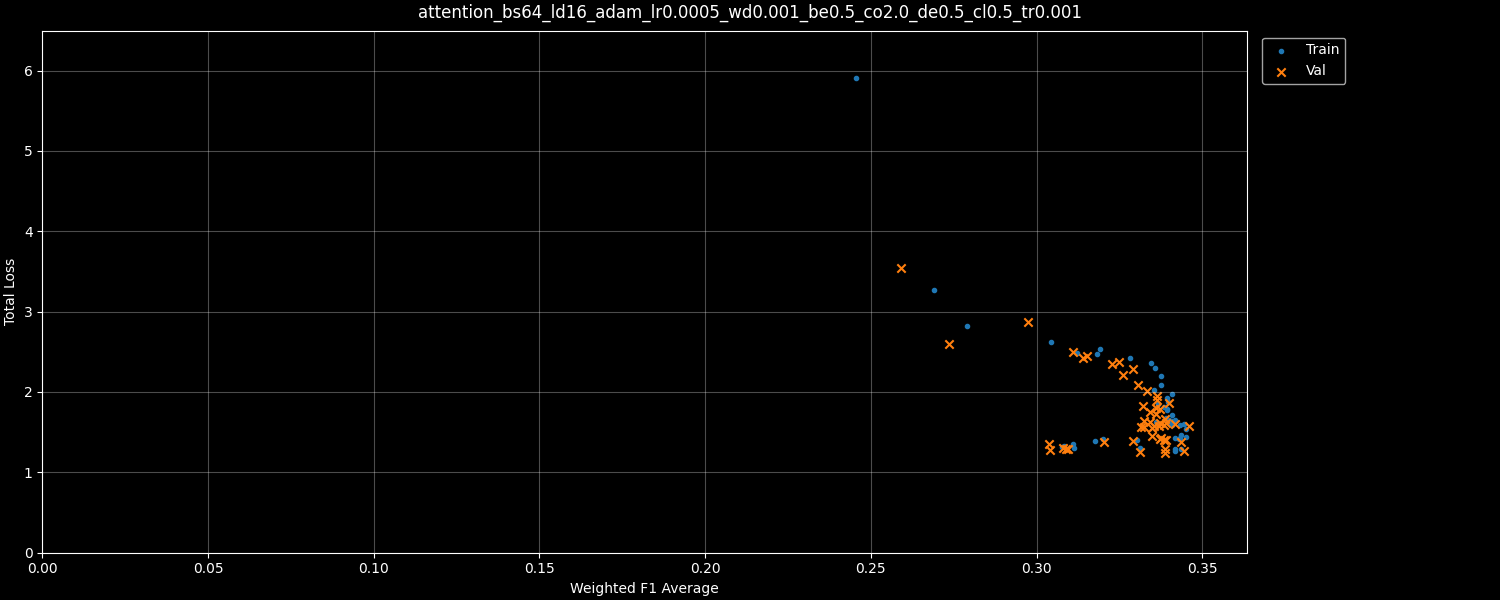 attention_bs64_ld16_adam_lr0.0005_wd0.001_be0.5_co2.0_de0.5_cl0.5_tr0.001
Train
Val
6
5
4
3
2
1
0
Total Loss
0.00 0.05 0.10 0.15 0.20 0.25 0.30 0.35
Weighted F1 Average